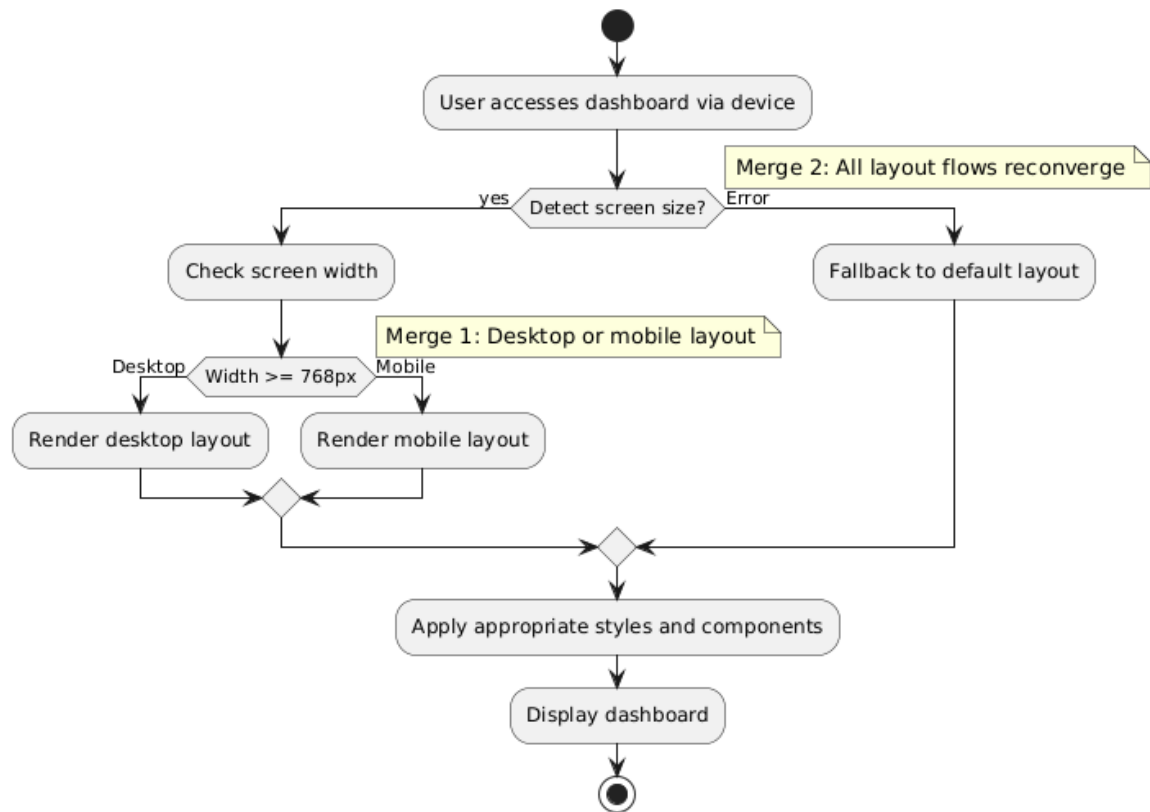 User accesses dashboard via device
Merge 2: All layout flows reconverge
yes
Detect screen size?
Error
Check screen width
Fallback to default layout
Merge 1: Desktop or mobile layout
Desktop
Width >= 768px
Mobile
Render desktop layout
Render mobile layout
Apply appropriate styles and components
Display dashboard